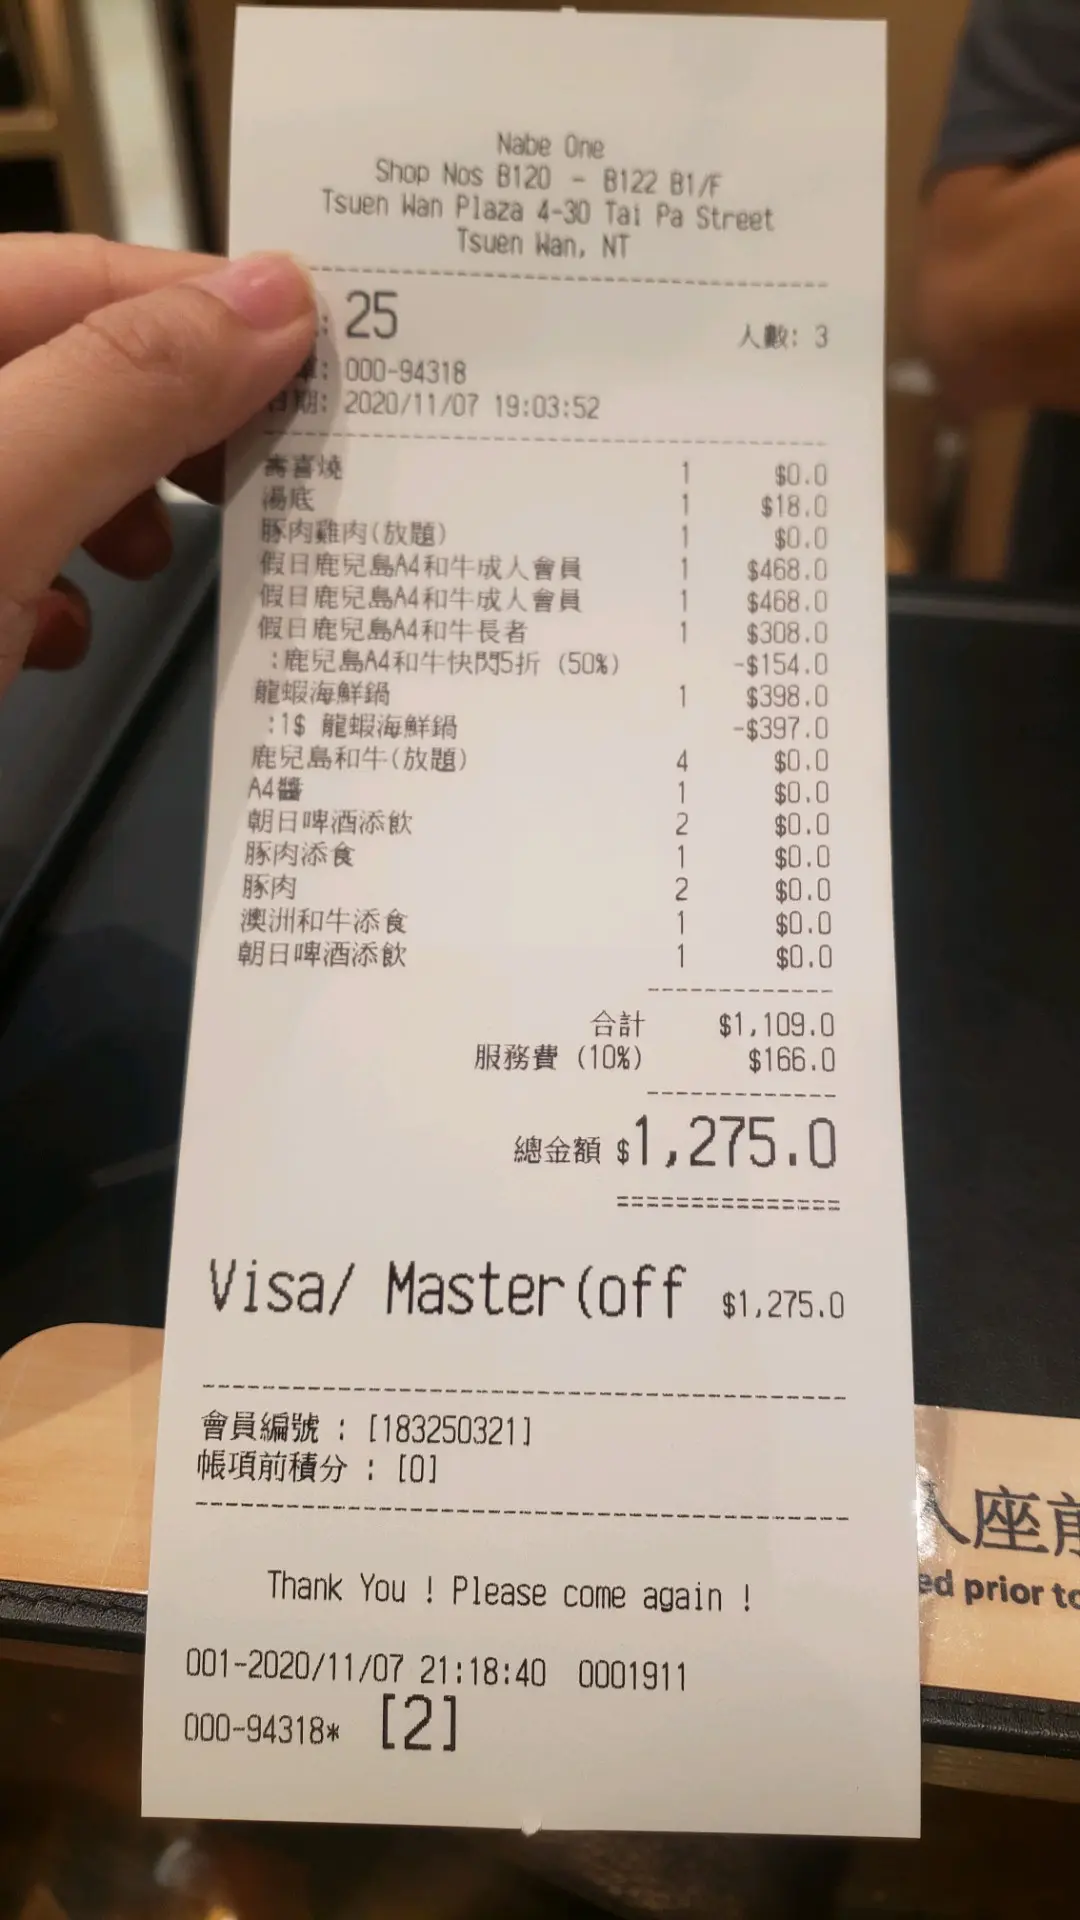 Nabe One
Shop Nos B120 - B122 B1/F
Tsuen Wan Plaza 4-30 Tai Pa Street
Tsuen Wan, NT
: 25 人數: 3
單: 000-94318
日期: 2020/11/07 19:03:52
壽喜燒 1 $0.0
湯底 1 $18.0
豚肉雞肉(放題) 1 $0.0
假日鹿兒島A4和牛成人會員 1 $468.0
假日鹿兒島A4和牛成人會員 1 $468.0
假日鹿兒島A4和牛長者 1 $308.0
:鹿兒島A4和牛快閃5折 (50%) -$154.0
龍蝦海鮮鍋 1 $398.0
:1$ 龍蝦海鮮鍋 -$397.0
鹿兒島和牛(放題) 4 $0.0
A4醬 1 $0.0
朝日啤酒添飲 2 $0.0
豚肉添食 1 $0.0
豚肉 2 $0.0
澳洲和牛添食 1 $0.0
朝日啤酒添飲 1 $0.0
合計 $1,109.0
服務費 (10%) $166.0
總金額 $1,275.0
===============
Visa/ Master(off $1,275.0
會員編號 : [183250321]
帳項前積分 : [0]
Thank You ! Please come again !
001-2020/11/07 21:18:40 0001911
000-94318* [2]
入座前
ed prior to